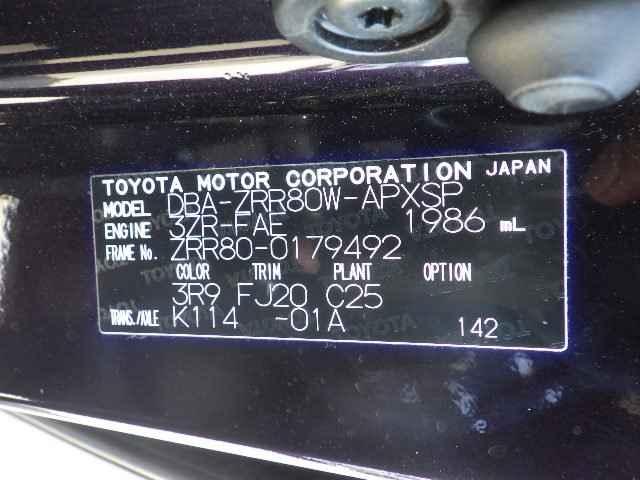 TOYOTA MOTOR CORPORATION JAPAN
MODEL DBA-ZRR80W-APXSP
ENGINE 3ZR-FAE 1986 mL
FRAME No. ZRR80-0179492
COLOR TRIM PLANT OPTION
3R9 FJ20 C25
TRANS./AXLE K114 -01A 142